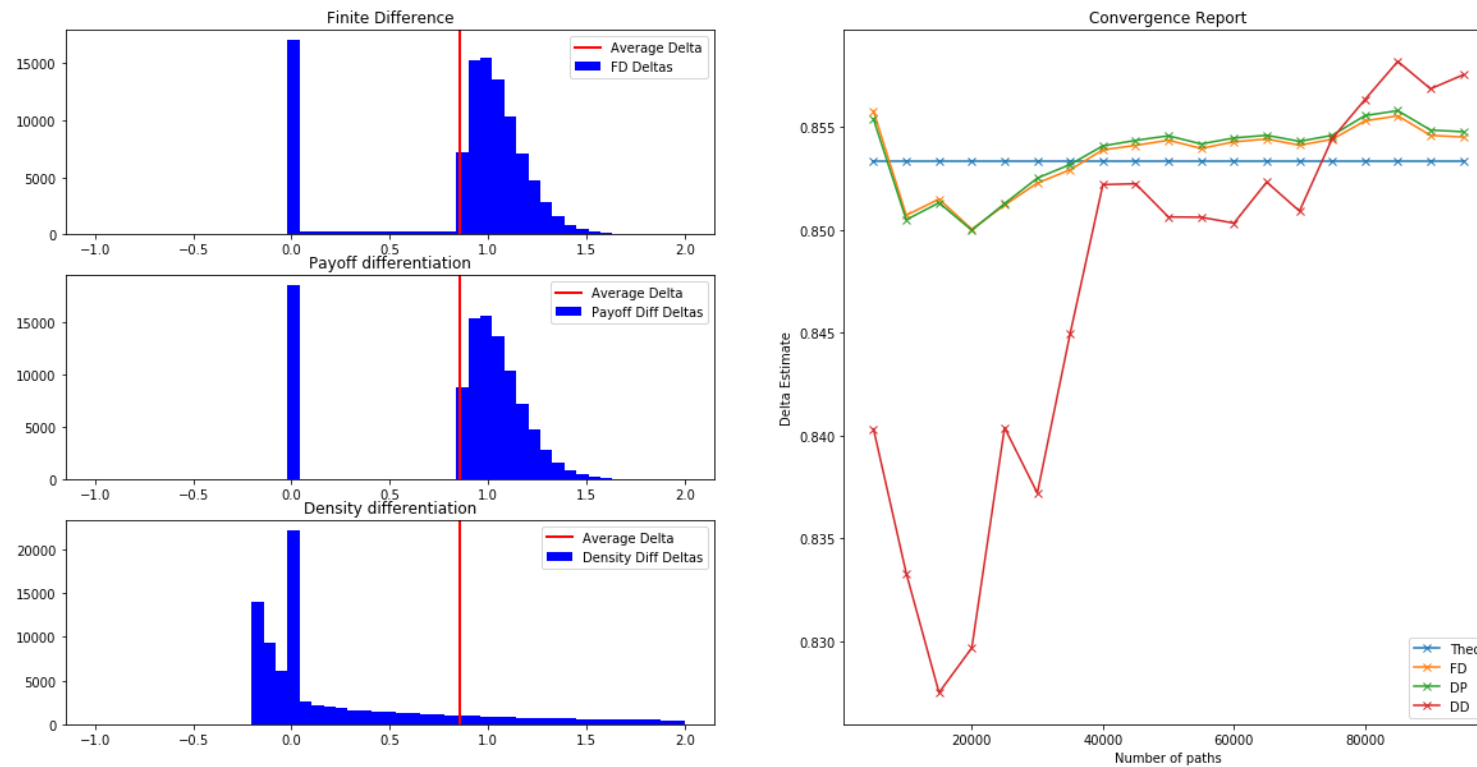 Finite Difference
Average Delta
FD Deltas
15000
10000
5000
0
−1.0 −0.5 0.0 0.5 1.0 1.5 2.0
Payoff differentiation
Average Delta
Payoff Diff Deltas
15000
10000
5000
0
−1.0 −0.5 0.0 0.5 1.0 1.5 2.0
Density differentiation
Average Delta
Density Diff Deltas
20000
15000
10000
5000
0
−1.0 −0.5 0.0 0.5 1.0 1.5 2.0
Convergence Report
Delta Estimate
0.855
0.850
0.845
0.840
0.835
0.830
FD
DP
DD
20000 40000 60000 80000
Number of paths